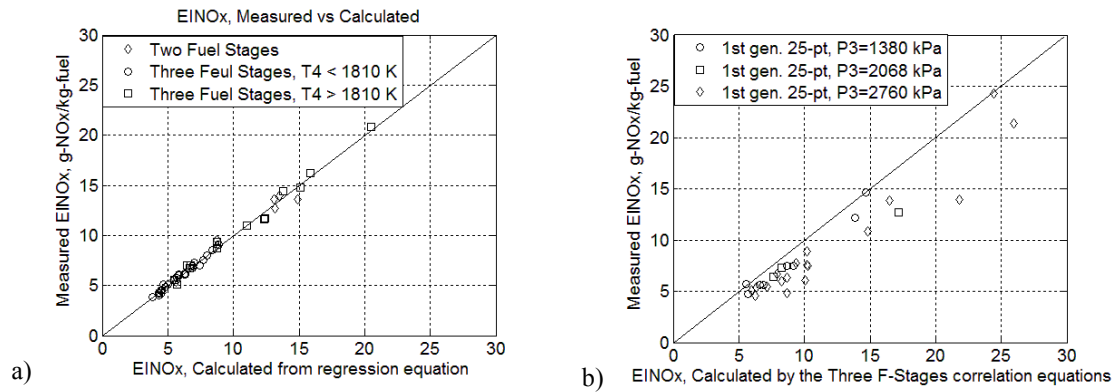 EINOx, Measured vs Calculated
Measured EINOx, g-NOx/kg-fuel
30
25
20
15
10
5
0
Two Fuel Stages
Three Feul Stages, T4 < 1810 K
Three Fuel Stages, T4 > 1810 K
0 5 10 15 20 25 30
EINOx, Calculated from regression equation
a)
Measured EINOx, g-NOx/kg-fuel
30
25
20
15
10
5
0
1st gen. 25-pt, P3=1380 kPa
1st gen. 25-pt, P3=2068 kPa
1st gen. 25-pt, P3=2760 kPa
0 5 10 15 20 25 30
EINOx, Calculated by the Three F-Stages correlation equations
b)